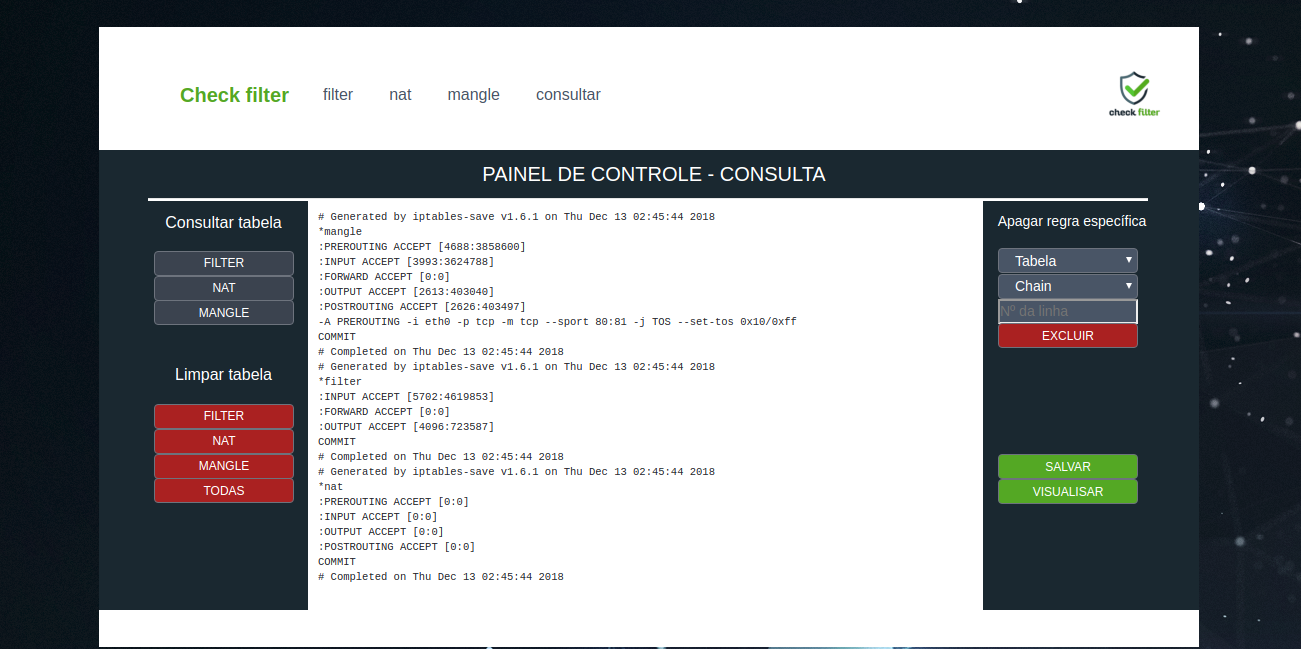 Check filter filter nat mangle consultar
check filter
PAINEL DE CONTROLE - CONSULTA
Consultar tabela
FILTER
NAT
MANGLE
Limpar tabela
FILTER
NAT
MANGLE
TODAS
# Generated by iptables-save v1.6.1 on Thu Dec 13 02:45:44 2018
*mangle
:PREROUTING ACCEPT [4688:3858600]
:INPUT ACCEPT [3993:3624788]
:FORWARD ACCEPT [0:0]
:OUTPUT ACCEPT [2613:403040]
:POSTROUTING ACCEPT [2626:403497]
-A PREROUTING -i eth0 -p tcp -m tcp --sport 80:81 -j TOS --set-tos 0x10/0xff
COMMIT
# Completed on Thu Dec 13 02:45:44 2018
# Generated by iptables-save v1.6.1 on Thu Dec 13 02:45:44 2018
*filter
:INPUT ACCEPT [5702:4619853]
:FORWARD ACCEPT [0:0]
:OUTPUT ACCEPT [4096:723587]
COMMIT
# Completed on Thu Dec 13 02:45:44 2018
# Generated by iptables-save v1.6.1 on Thu Dec 13 02:45:44 2018
*nat
:PREROUTING ACCEPT [0:0]
:INPUT ACCEPT [0:0]
:OUTPUT ACCEPT [0:0]
:POSTROUTING ACCEPT [0:0]
COMMIT
# Completed on Thu Dec 13 02:45:44 2018
Apagar regra específica
Tabela
Chain
Nº da linha
EXCLUIR
SALVAR
VISUALISAR